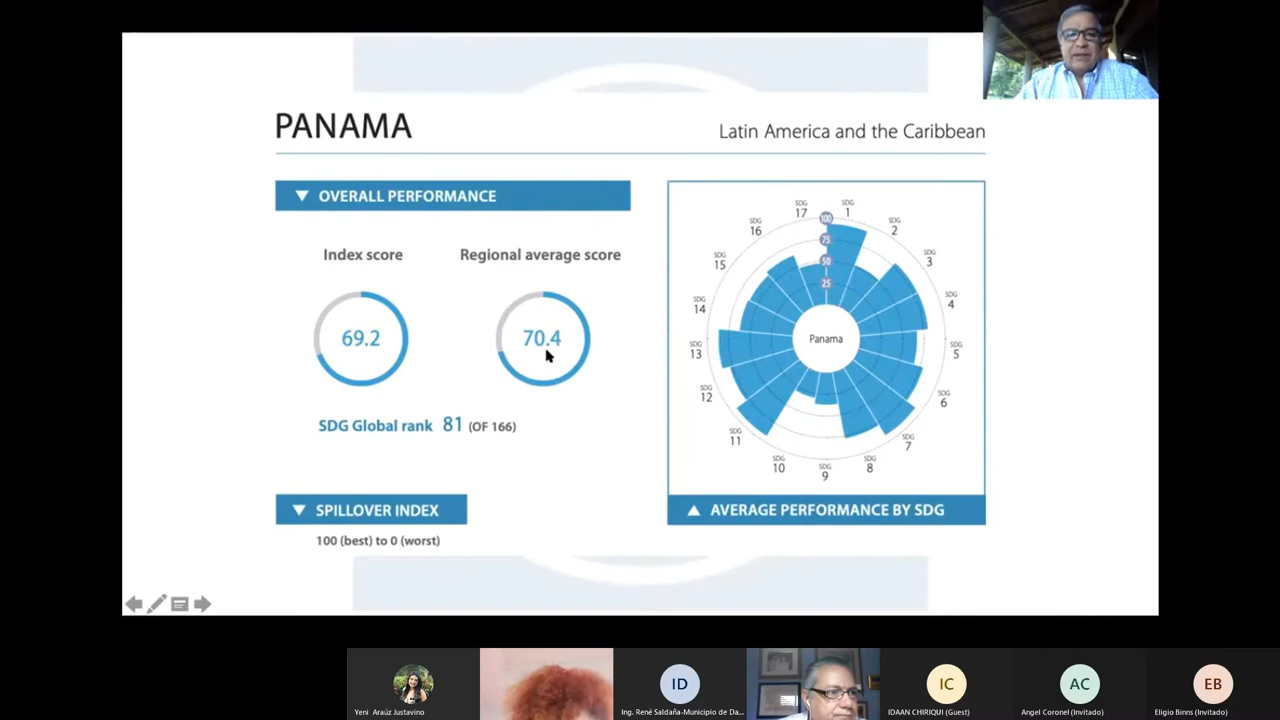 PANAMA
Latin America and the Caribbean
OVERALL PERFORMANCE
Index score
Regional average score
69.2
70.4
SDG Global rank 81 (OF 166)
SPILLOVER INDEX
100 (best) to 0 (worst)
SDG 1
SDG 2
SDG 3
SDG 4
SDG 5
SDG 6
SDG 7
SDG 8
SDG 9
SDG 10
SDG 11
SDG 12
SDG 13
SDG 14
SDG 15
SDG 16
SDG 17
100
75
50
25
Panama
AVERAGE PERFORMANCE BY SDG
ID
IC
AC
EB
Yeni Araúz Justavino
Ing. René Saldaña-Municipio de Da...
IDAAN CHIRIQUI (Guest)
Angel Coronel (Invitado)
Eligio Binns (Invitado)